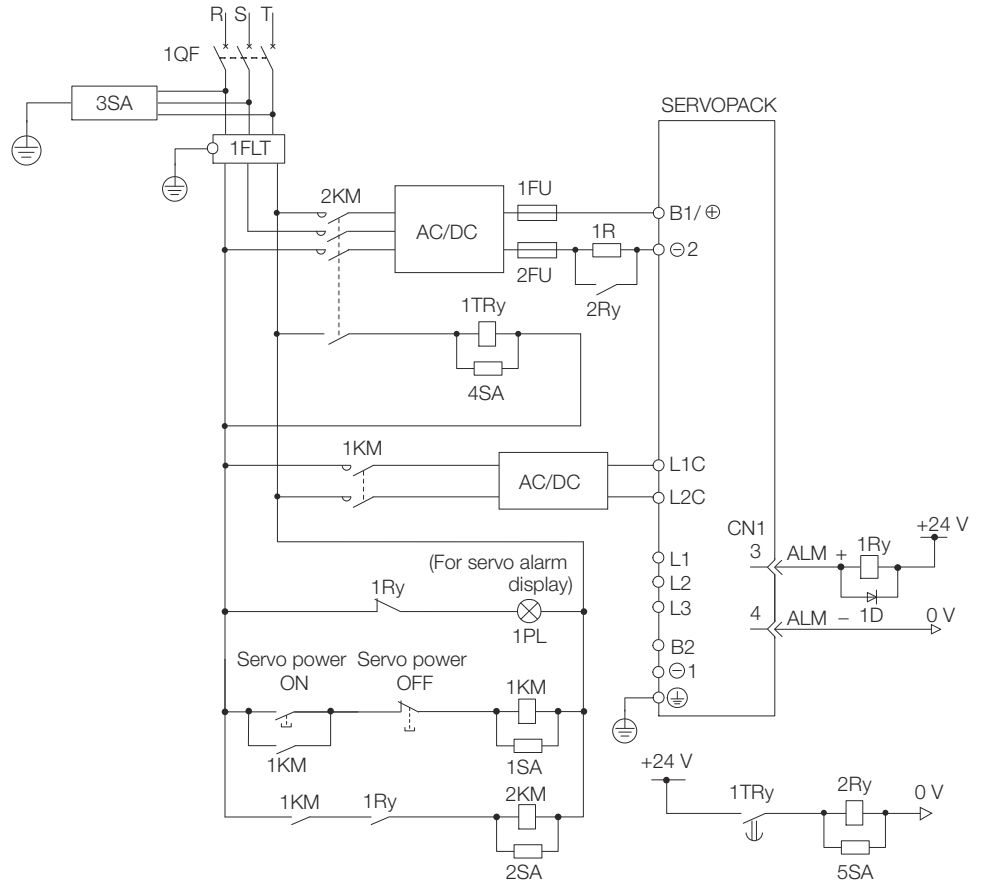 R S T
1QF
3SA
SERVOPACK
1FLT
2KM
1FU
B1/⊕
AC/DC
1R
⊖2
2FU
2Ry
1TRy
4SA
1KM
L1C
AC/DC
L2C
CN1
+24 V
3 ALM + 1Ry
L1
(For servo alarm
display)
L2
1Ry
L3
1D
4 ALM − 0 V
1PL
B2
Servo power
ON
Servo power
OFF
⊖1
1KM
1KM
1SA
+24 V
1KM
1Ry
2KM
1TRy
2Ry
0 V
2SA
5SA